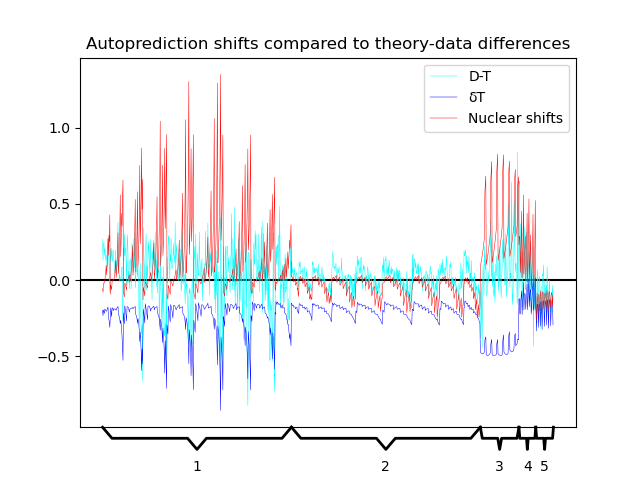 Autoprediction shifts compared to theory-data differences
D-T
δT
Nuclear shifts
1.0
0.5
0.0
−0.5
1 2 3 4 5